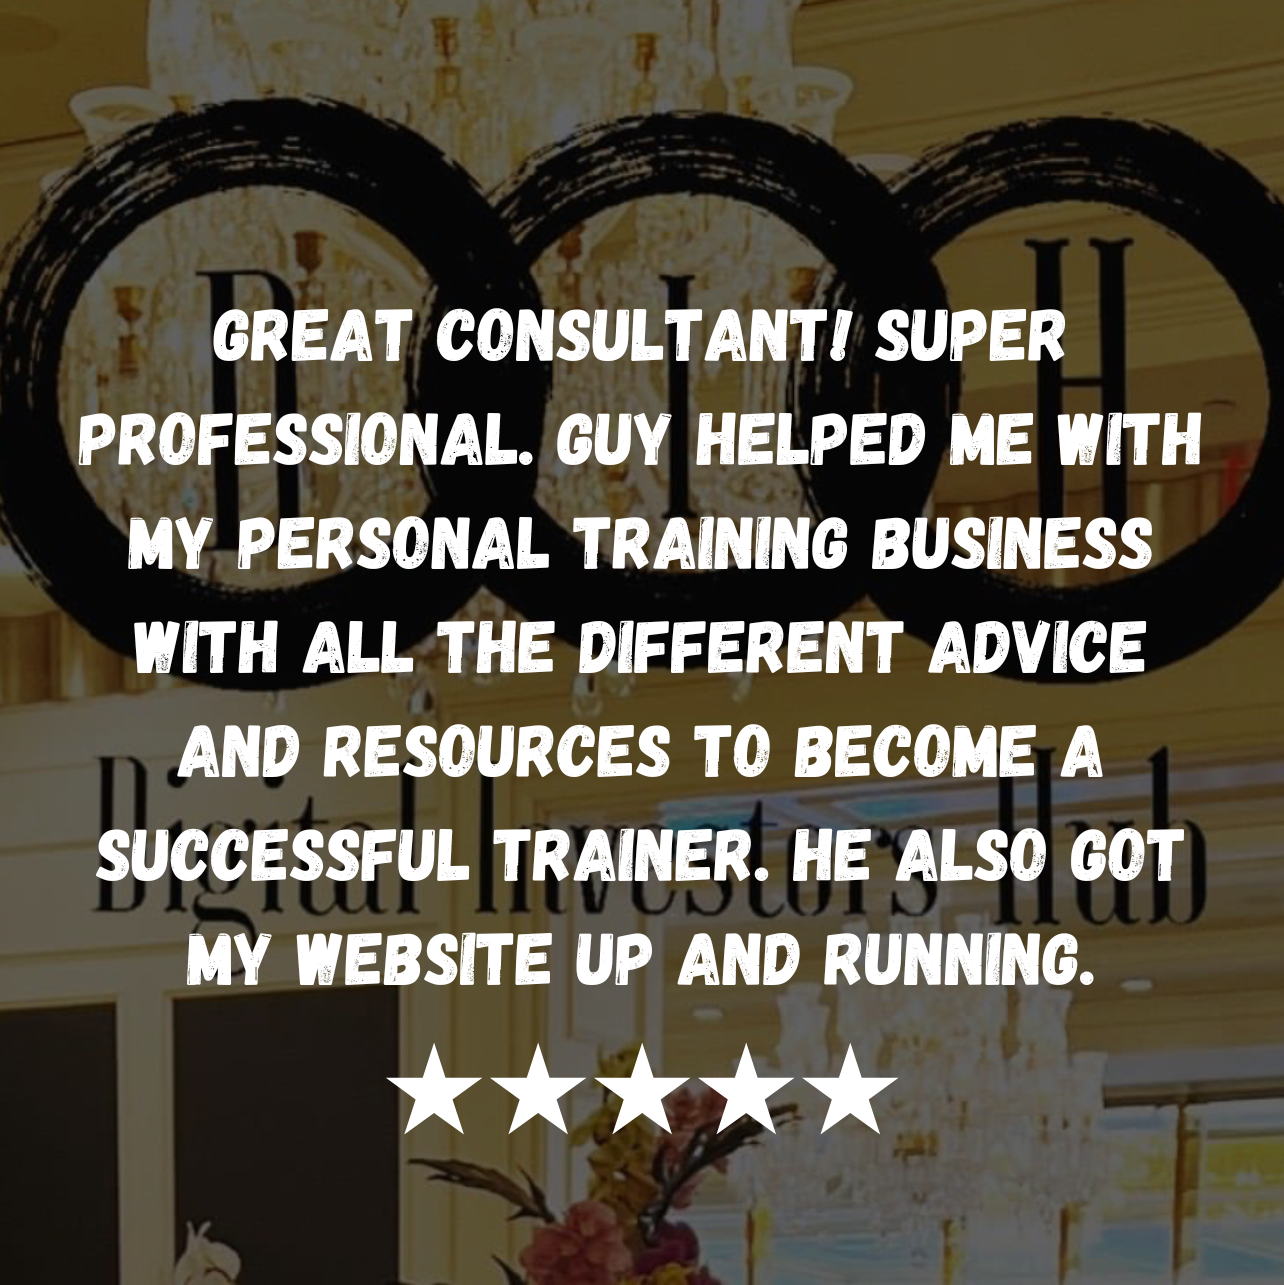 D I H
GREAT CONSULTANT! SUPER
PROFESSIONAL. GUY HELPED ME WITH
MY PERSONAL TRAINING BUSINESS
WITH ALL THE DIFFERENT ADVICE
AND RESOURCES TO BECOME A
SUCCESSFUL TRAINER. HE ALSO GOT
MY WEBSITE UP AND RUNNING.
Digital Investors Hub